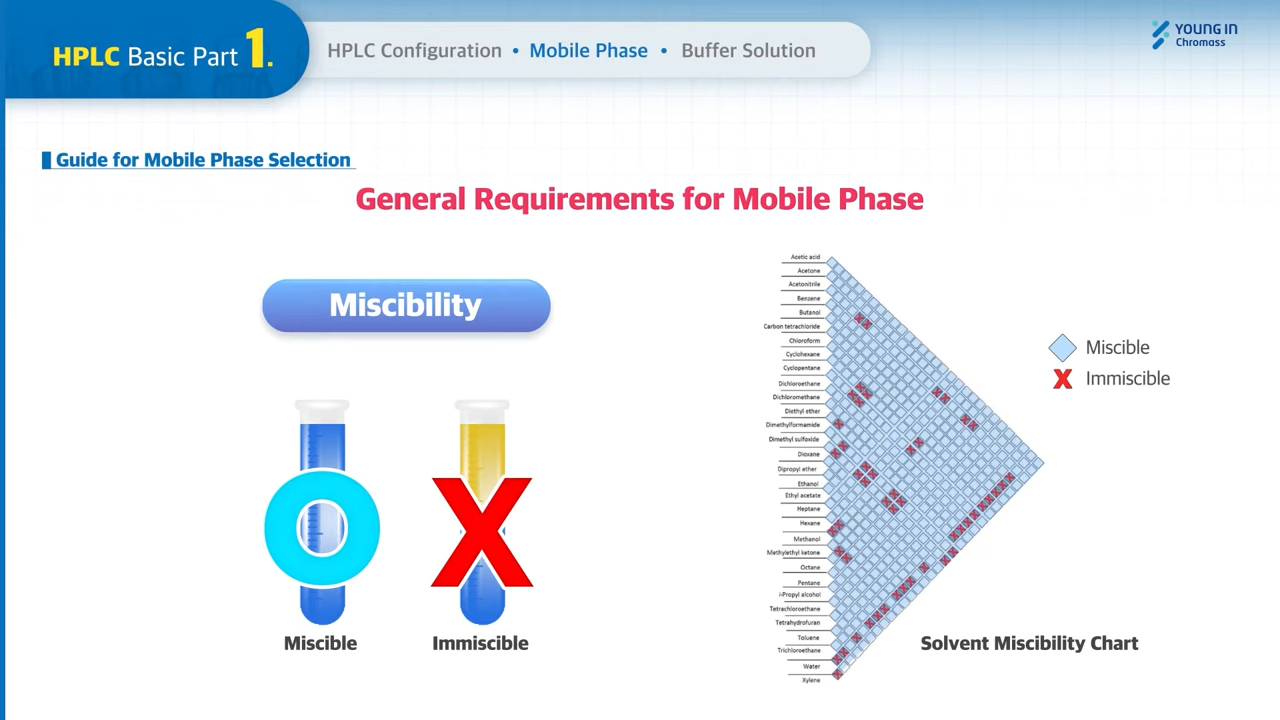 HPLC Basic Part 1.
HPLC Configuration • Mobile Phase • Buffer Solution
YOUNG IN
Chromass
Guide for Mobile Phase Selection
General Requirements for Mobile Phase
Miscibility
Miscible
Immiscible
Acetic acid
Acetone
Acetonitrile
Benzene
Butanol
Carbon tetrachloride
Chloroform
Cyclohexane
Cyclopentane
Dichloroethane
Dichloromethane
Diethyl ether
Dimethylformamide
Dimethyl sulfoxide
Dioxane
Dipropyl ether
Ethanol
Ethyl acetate
Heptane
Hexane
Methanol
Methylethyl ketone
Octane
Pentane
i-Propyl alcohol
Tetrachloroethane
Tetrahydrofuran
Toluene
Trichloroethane
Water
Xylene
Miscible
Immiscible
Solvent Miscibility Chart